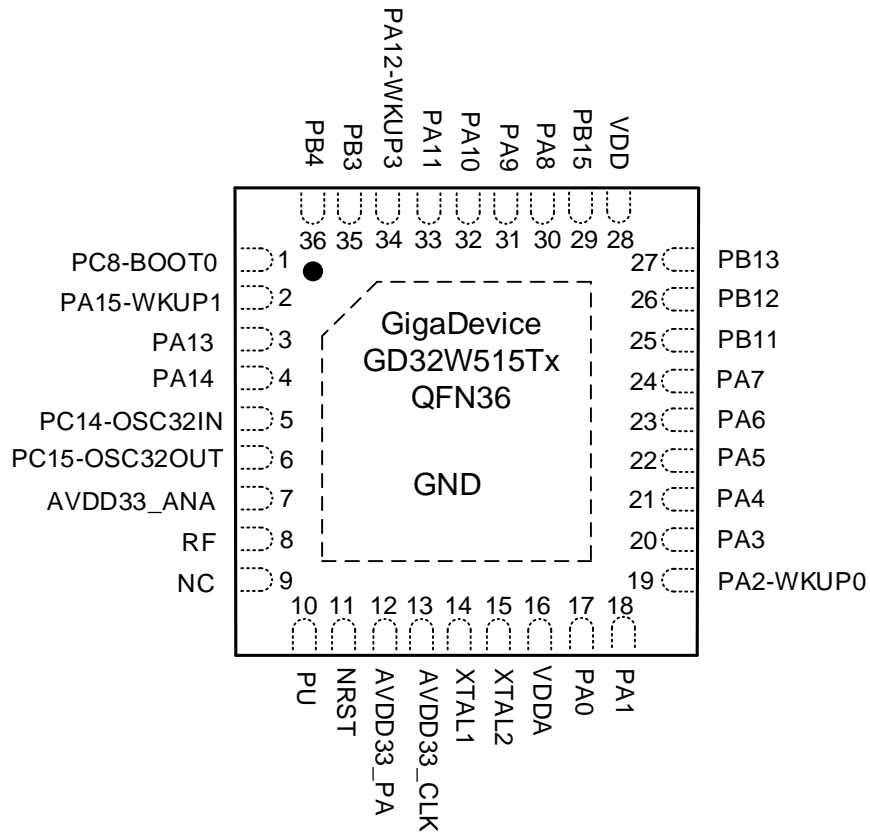 PB4
PB3
PA12-WKUP3
PA11
PA10
PA9
PA8
PB15
VDD
36
35
34
33
32
31
30
29
28
PC8-BOOT0 1
PA15-WKUP1 2
PA13 3
PA14 4
PC14-OSC32IN 5
PC15-OSC32OUT 6
AVDD33_ANA 7
RF 8
NC 9
GigaDevice
GD32W515Tx
QFN36
GND
27 PB13
26 PB12
25 PB11
24 PA7
23 PA6
22 PA5
21 PA4
20 PA3
19 PA2-WKUP0
10
11
12
13
14
15
16
17
18
PU
NRST
AVDD33_PA
AVDD33_CLK
XTAL1
XTAL2
VDDA
PA0
PA1